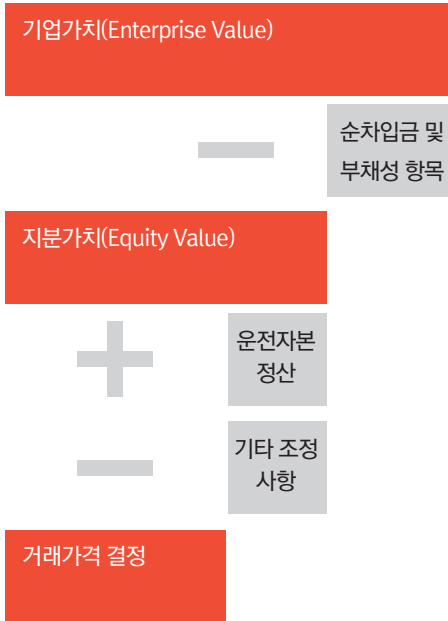 기업가치(Enterprise Value)
순차입금 및
부채성 항목
지분가치(Equity Value)
운전자본
정산
기타 조정
사항
거래가격 결정